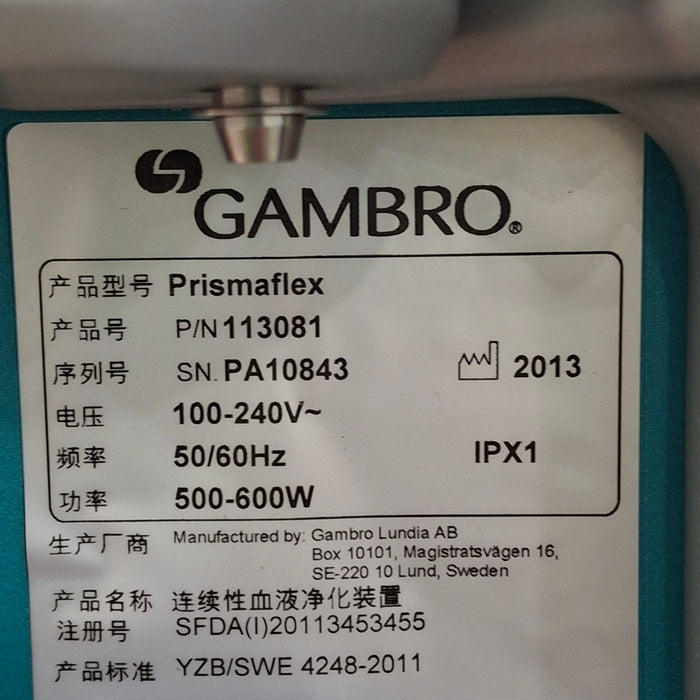 GAMBRO®
产品型号 Prismaflex
产品号 P/N 113081
序列号 SN. PA10843 2013
电压 100-240V~
频率 50/60Hz IPX1
功率 500-600W
生产厂商 Manufactured by: Gambro Lundia AB
Box 10101, Magistratsvägen 16,
SE-220 10 Lund, Sweden
产品名称 连续性血液净化装置
注册号 SFDA(I)20113453455
产品标准 YZB/SWE 4248-2011